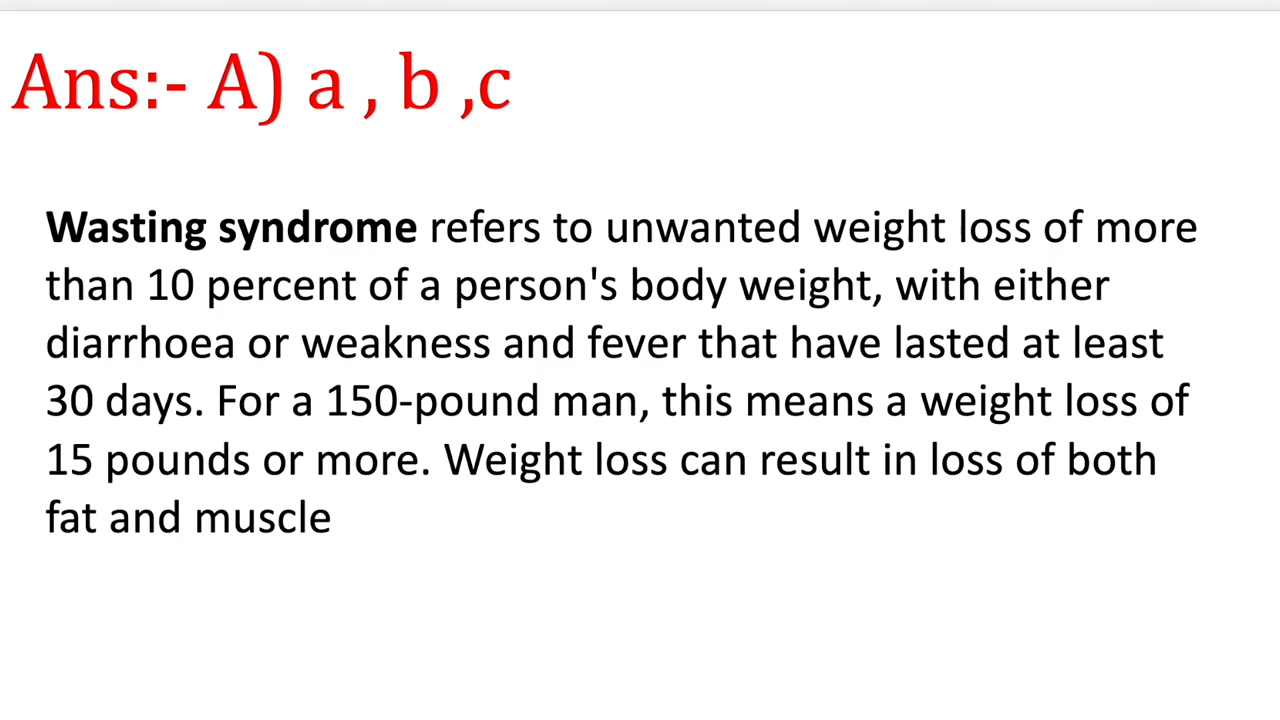 Ans:- A) a , b ,c
Wasting syndrome refers to unwanted weight loss of more
than 10 percent of a person's body weight, with either
diarrhoea or weakness and fever that have lasted at least
30 days. For a 150-pound man, this means a weight loss of
15 pounds or more. Weight loss can result in loss of both
fat and muscle